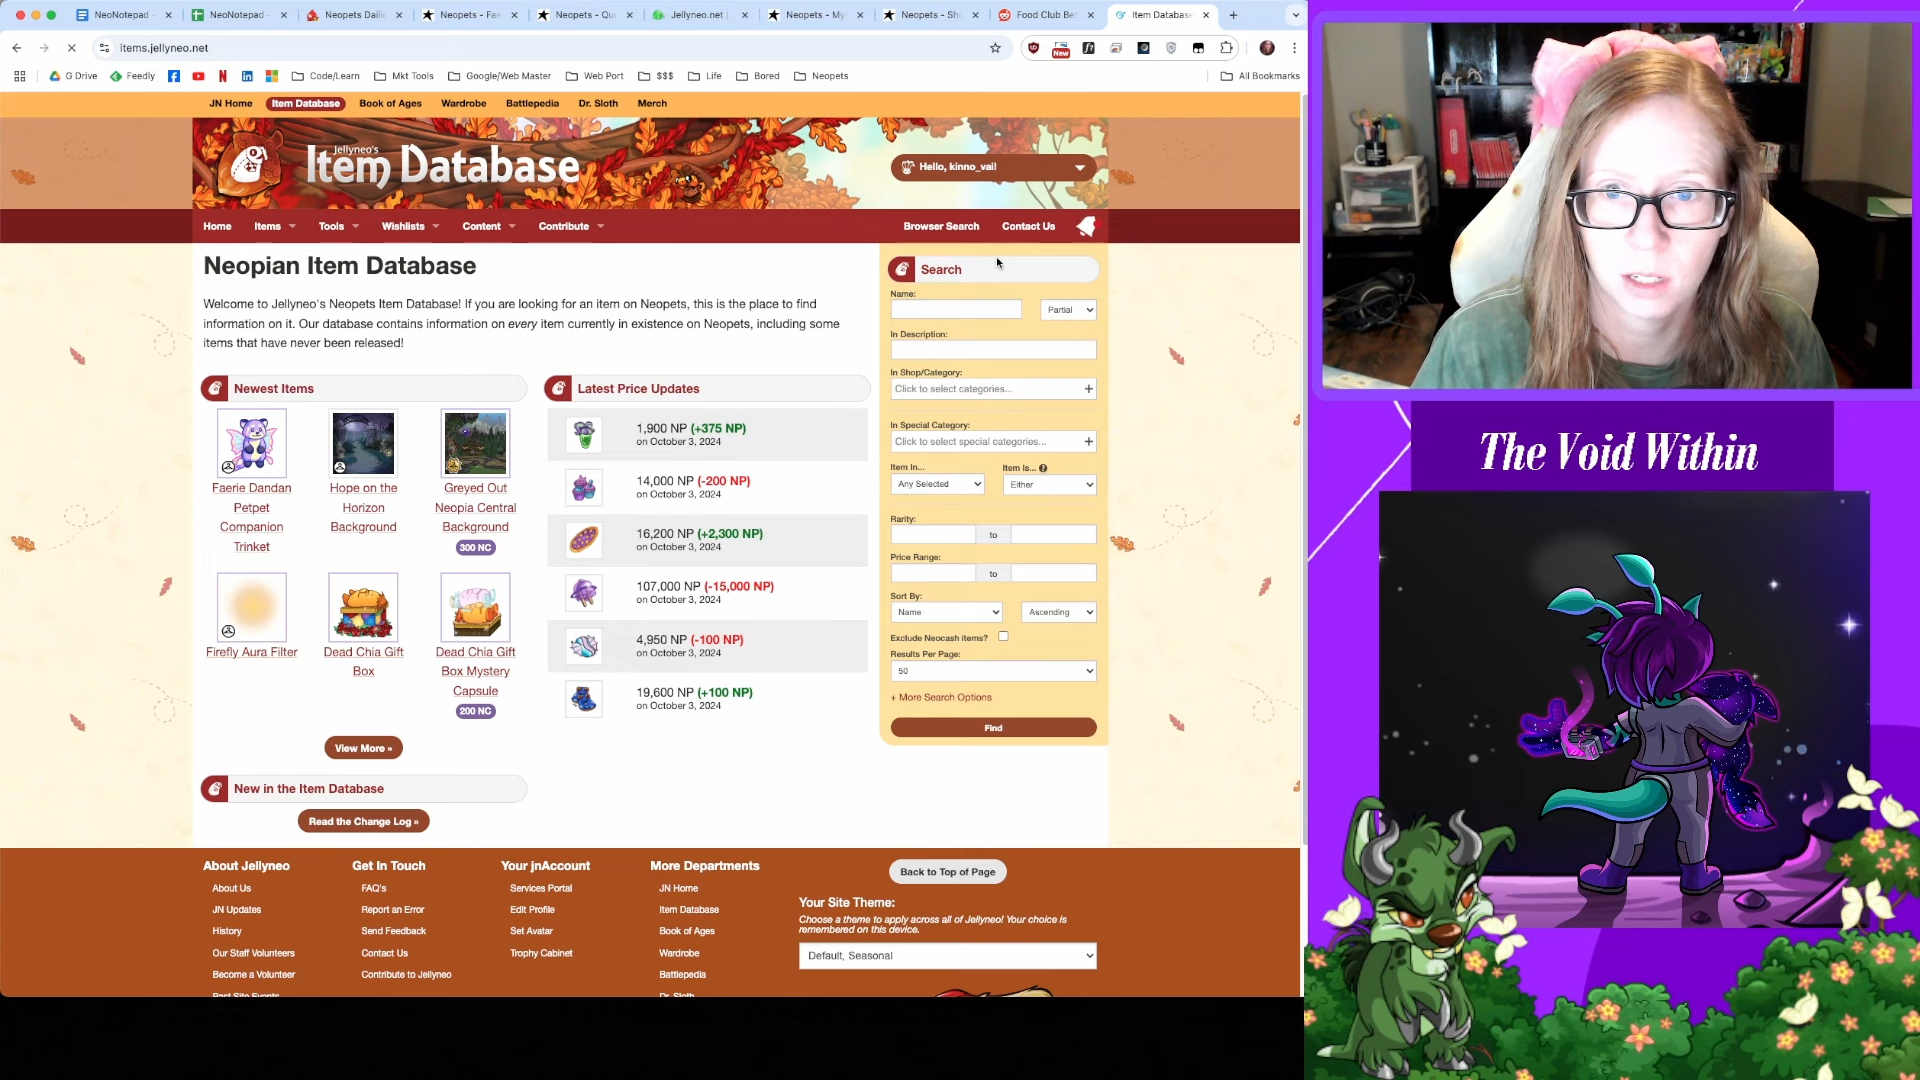 NeoNotepad -
NeoNotepad -
Neopets Daili
Neopets - Fae
Neopets - Qu
Jellyneo.net
Neopets - My
Neopets - Sh
Food Club Be
Item Database
items.jellyneo.net
New
G Drive
Feedly
Code/Learn
Mkt Tools
Google/Web Master
Web Port
$$$
Life
Bored
Neopets
All Bookmarks
JN Home
Item Database
Book of Ages
Wardrobe
Battlepedia
Dr. Sloth
Merch
Jellyneo's
Item Database
Hello, kinno_vai!
Home
Items
Tools
Wishlists
Content
Contribute
Browser Search
Contact Us
Neopian Item Database
Welcome to Jellyneo's Neopets Item Database! If you are looking for an item on Neopets, this is the place to find
information on it. Our database contains information on every item currently in existence on Neopets, including some
items that have never been released!
Newest Items
Faerie Dandan
Petpet
Companion
Trinket
Hope on the
Horizon
Background
Greyed Out
Neopia Central
Background
300 NC
Firefly Aura Filter
Dead Chia Gift
Box
Dead Chia Gift
Box Mystery
Capsule
200 NC
View More »
New in the Item Database
Read the Change Log »
Latest Price Updates
1,900 NP (+375 NP)
on October 3, 2024
14,000 NP (-200 NP)
on October 3, 2024
16,200 NP (+2,300 NP)
on October 3, 2024
107,000 NP (-15,000 NP)
on October 3, 2024
4,950 NP (-100 NP)
on October 3, 2024
19,600 NP (+100 NP)
on October 3, 2024
Search
Name:
Partial
In Description:
In Shop/Category:
Click to select categories...
In Special Category:
Click to select special categories...
Item In...
Item Is...
Any Selected
Either
Rarity:
to
Price Range:
to
Sort By:
Name
Ascending
Exclude Neocash items?
Results Per Page:
50
+ More Search Options
Find
About Jellyneo
About Us
JN Updates
History
Our Staff Volunteers
Become a Volunteer
Past Site Events
Get In Touch
FAQ's
Report an Error
Send Feedback
Contact Us
Contribute to Jellyneo
Your jnAccount
Services Portal
Edit Profile
Set Avatar
Trophy Cabinet
More Departments
JN Home
Item Database
Book of Ages
Wardrobe
Battlepedia
Dr. Sloth
Back to Top of Page
Your Site Theme:
Choose a theme to apply across all of Jellyneo! Your choice is
remembered on this device.
Default, Seasonal
The Void Within